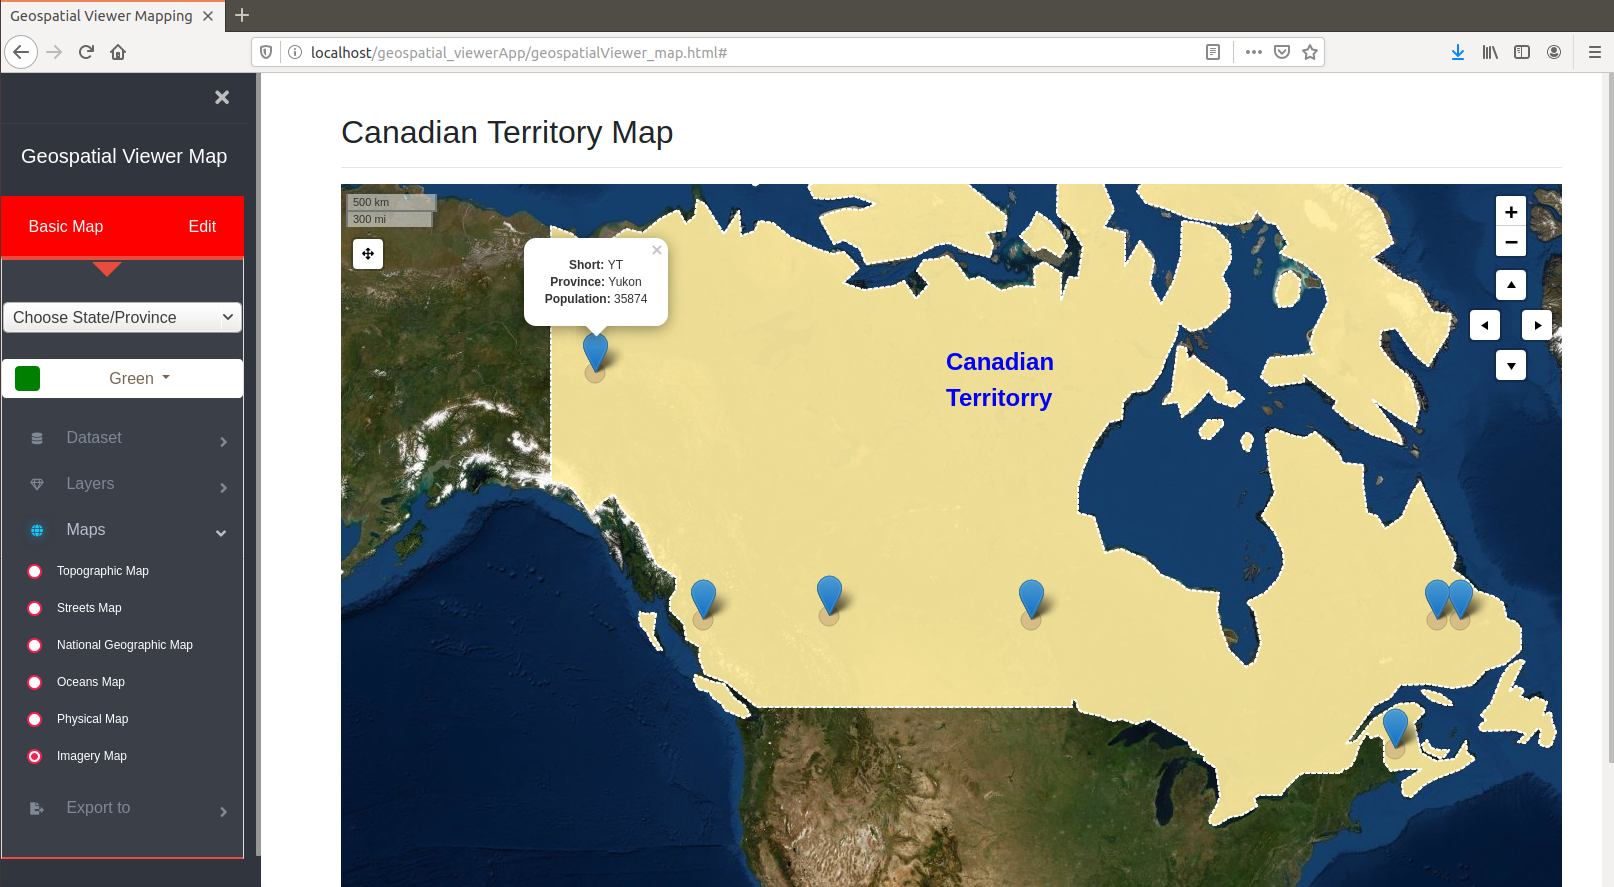 Geospatial Viewer Mapping
localhost/geospatial_viewerApp/geospatialViewer_map.html#
Geospatial Viewer Map
Basic Map Edit
Choose State/Province
Green
Dataset
Layers
Maps
Topographic Map
Streets Map
National Geographic Map
Oceans Map
Physical Map
Imagery Map
Export to
Canadian Territory Map
500 km
300 mi
Short: YT
Province: Yukon
Population: 35874
Canadian
Territorry